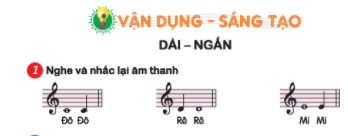 VẬN DỤNG - SÁNG TẠO
DÀI – NGẮN
1 Nghe và nhắc lại âm thanh
Đô Đô Rê Rê Mi Mi